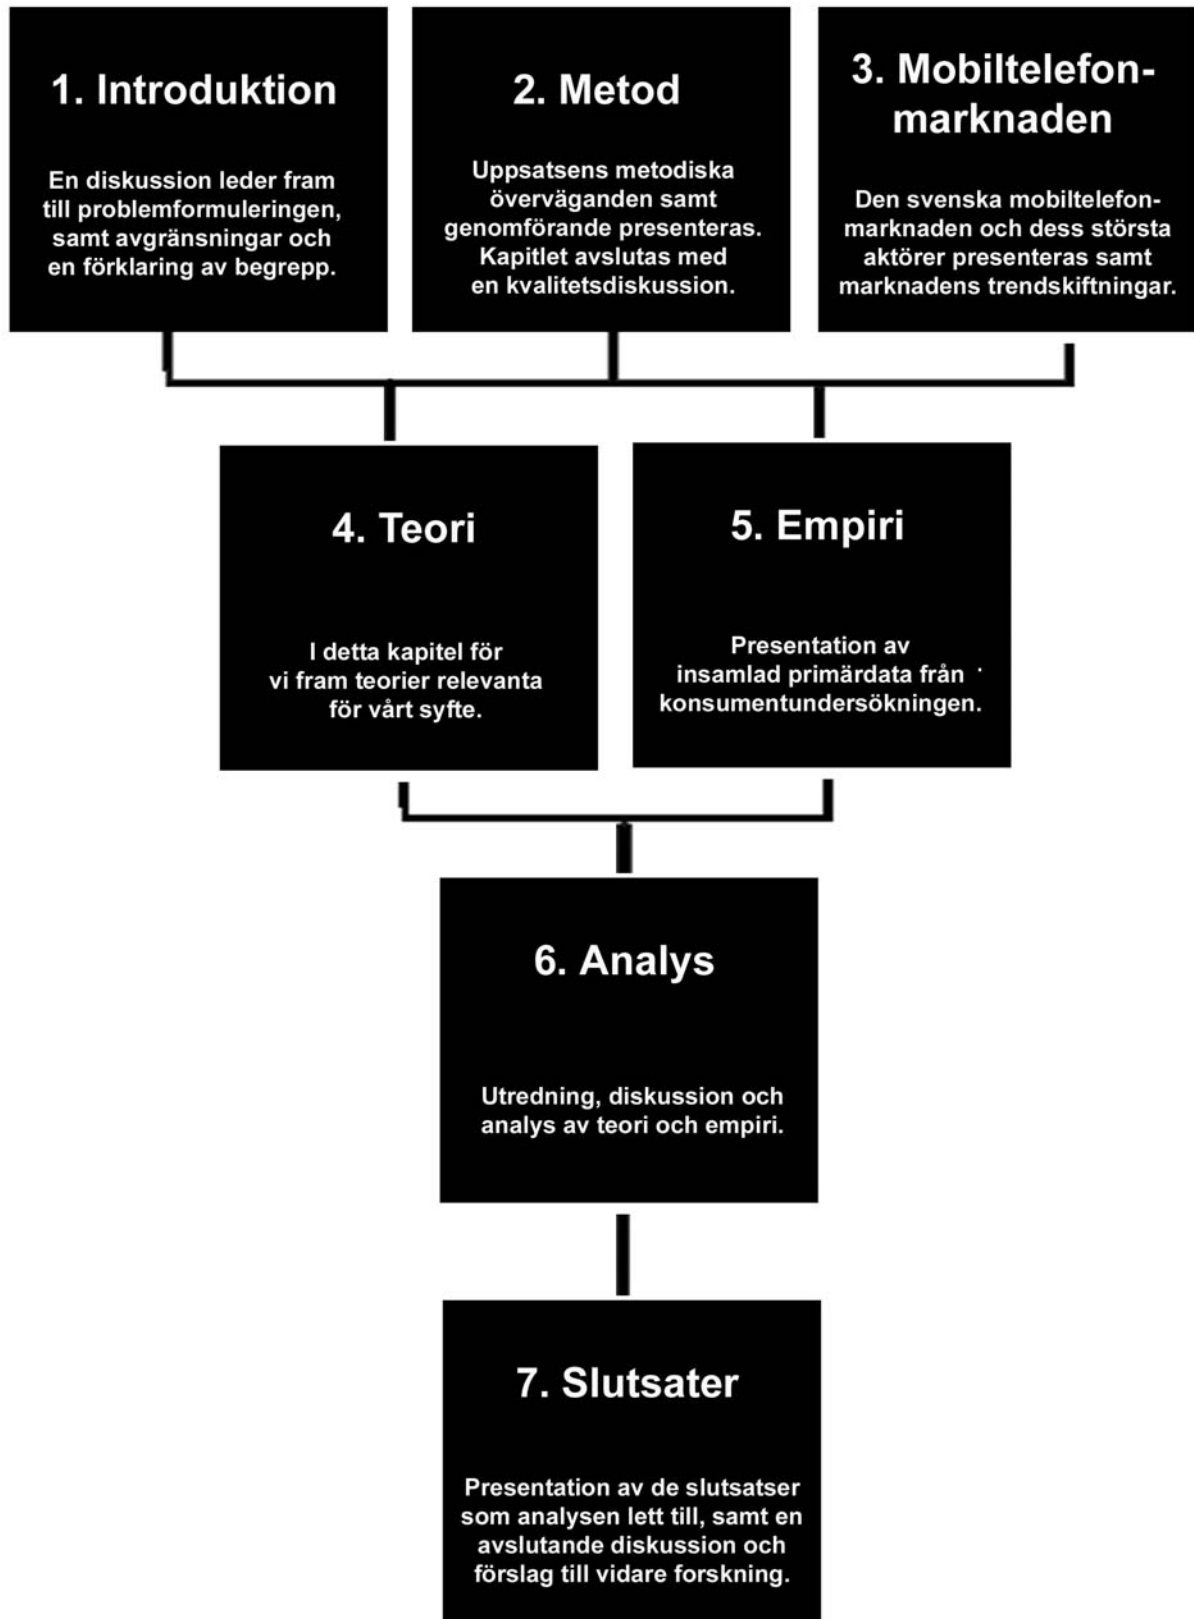 1. Introduktion
En diskussion leder fram
till problemformuleringen,
samt avgränsningar och
en förklaring av begrepp.
2. Metod
Uppsatsens metodiska
överväganden samt
genomförande presenteras.
Kapitlet avslutas med
en kvalitetsdiskussion.
3. Mobiltelefon-
marknaden
Den svenska mobiltelefon-
marknaden och dess största
aktörer presenteras samt
marknadens trendskiftningar.
4. Teori
I detta kapitel för
vi fram teorier relevanta
för vårt syfte.
5. Empiri
Presentation av
insamlad primärdata från
konsumentundersökningen.
6. Analys
Utredning, diskussion och
analys av teori och empiri.
7. Slutsater
Presentation av de slutsatser
som analysen lett till, samt en
avslutande diskussion och
förslag till vidare forskning.